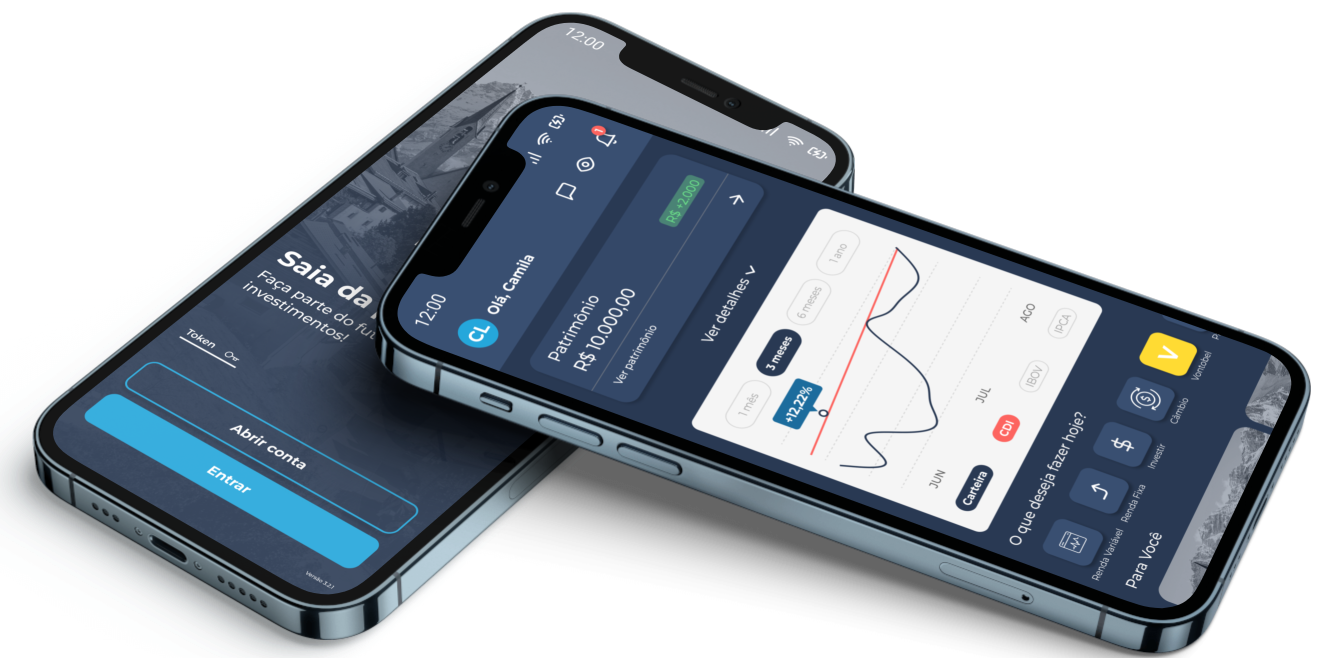 12:00
Saia da
Faça parte do
investimentos!
Token
Abrir conta
Entrar
Versão 3.2.1
12:00
CL Olá, Camila
Patrimônio
R$ 10.000,00
R$ +2.000
Ver patrimônio
Ver detalhes
1 mês 3 meses 6 meses 1 ano
+12,22%
JUN JUL AGO
Carteira CDI IBOV IPCA
O que deseja fazer hoje?
V
Renda Variável Renda Fixa Investir Câmbio Vontobel
Para Você